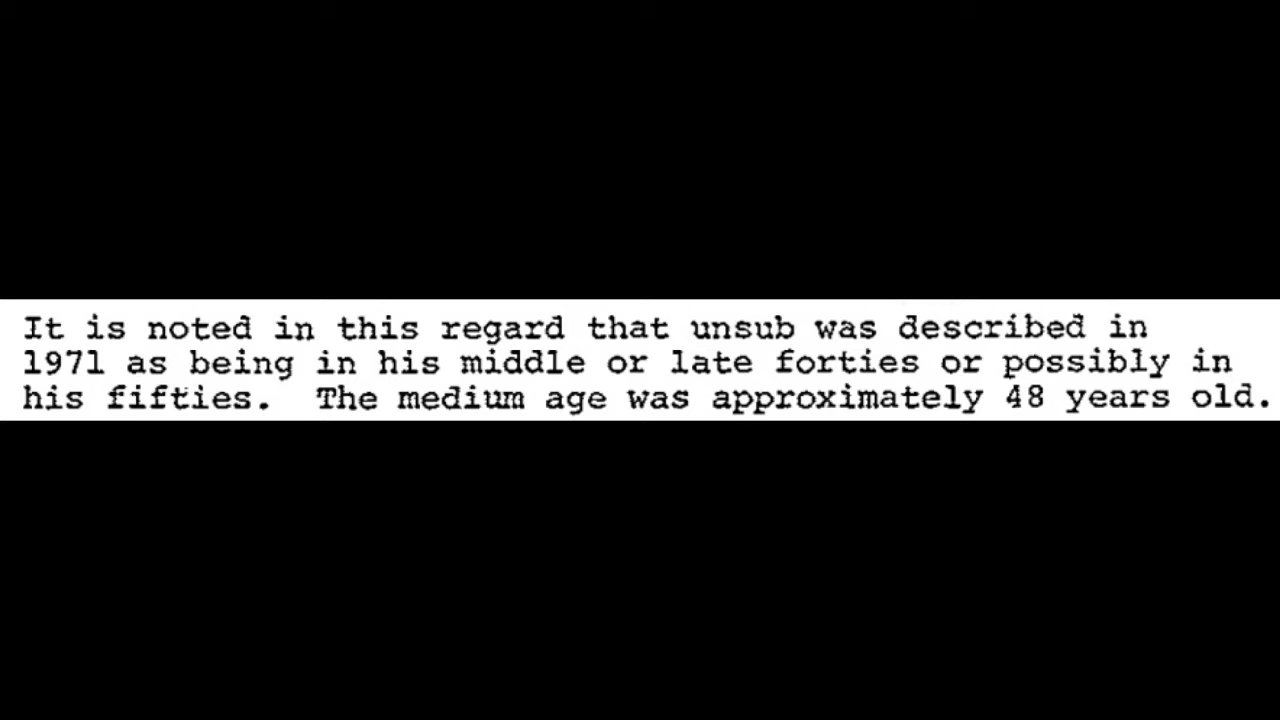 It is noted in this regard that unsub was described in
1971 as being in his middle or late forties or possibly in
his fifties. The medium age was approximately 48 years old.